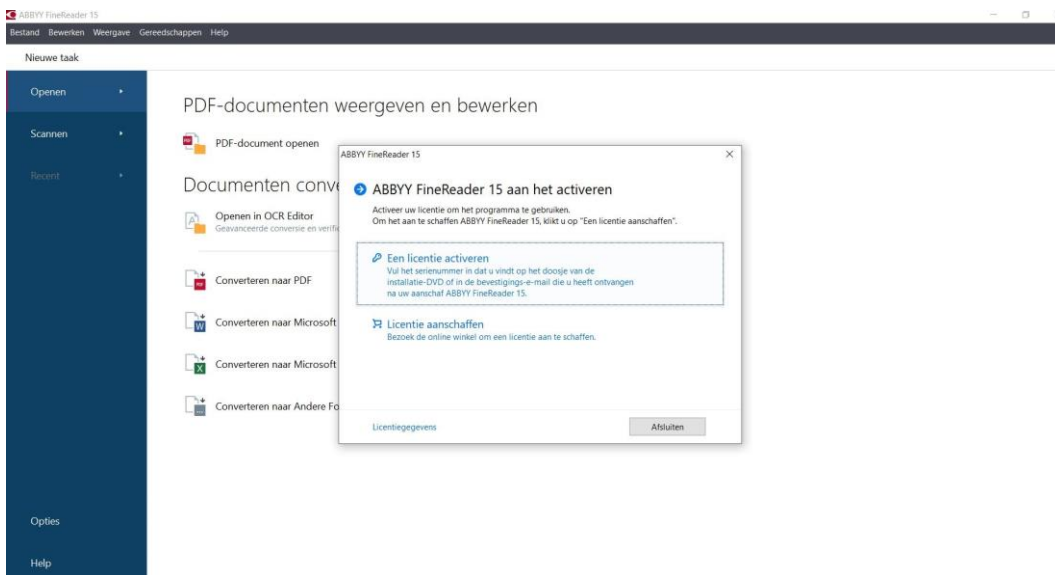 ABBYY FineReader 15
Bestand Bewerken Weergave Gereedschappen Help
Nieuwe taak
Openen
Scannen
Recent
Opties
Help
PDF-documenten weergeven en bewerken
PDF-document openen
Documenten conve
Openen in OCR Editor
Geavanceerde conversie en verific
Converteren naar PDF
Converteren naar Microsoft
Converteren naar Microsoft
Converteren naar Andere Fo
ABBYY FineReader 15
ABBYY FineReader 15 aan het activeren
Activeer uw licentie om het programma te gebruiken.
Om het aan te schaffen ABBYY FineReader 15, klikt u op "Een licentie aanschaffen".
Een licentie activeren
Vul het serienummer in dat u vindt op het doosje van de
installatie-DVD of in de bevestigings-e-mail die u heeft ontvangen
na uw aanschaf ABBYY FineReader 15.
Licentie aanschaffen
Bezoek de online winkel om een licentie aan te schaffen.
Licentiegegevens
Afsluiten